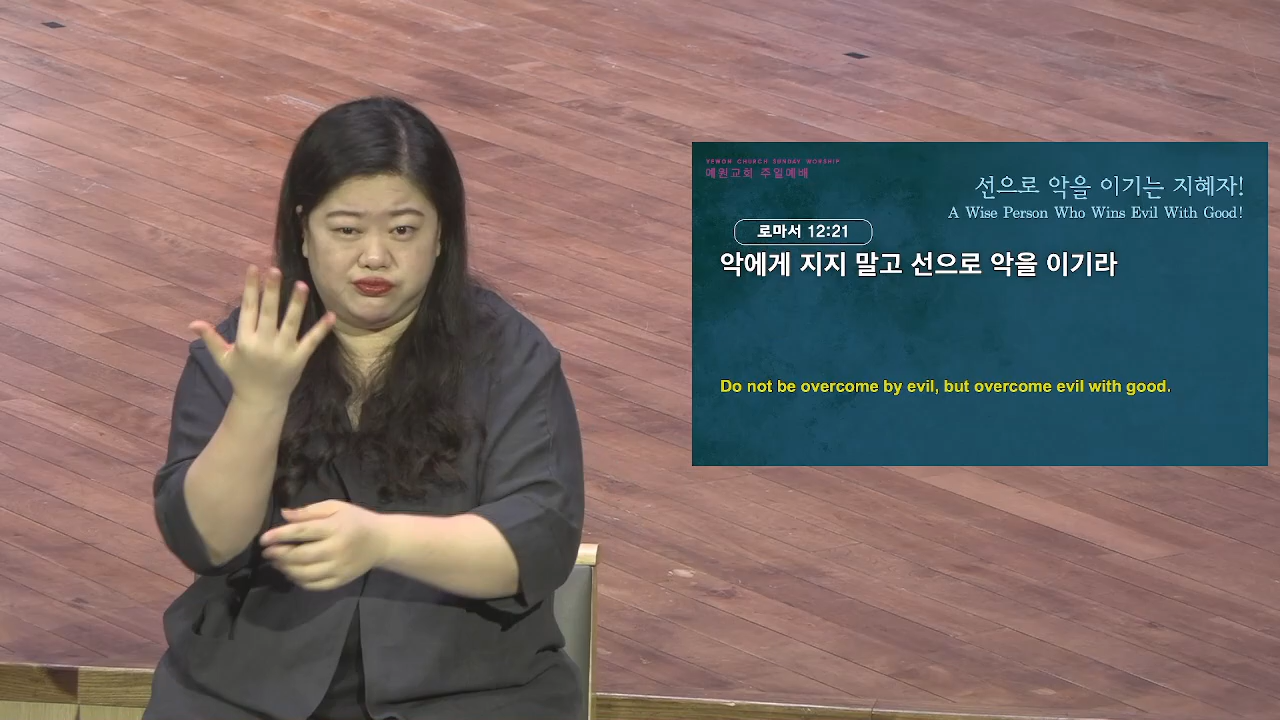 YEWON CHURCH SUNDAY WORSHIP
예원교회 주일예배
선으로 악을 이기는 지혜자!
A Wise Person Who Wins Evil With Good!
로마서 12:21
악에게 지지 말고 선으로 악을 이기라
Do not be overcome by evil, but overcome evil with good.